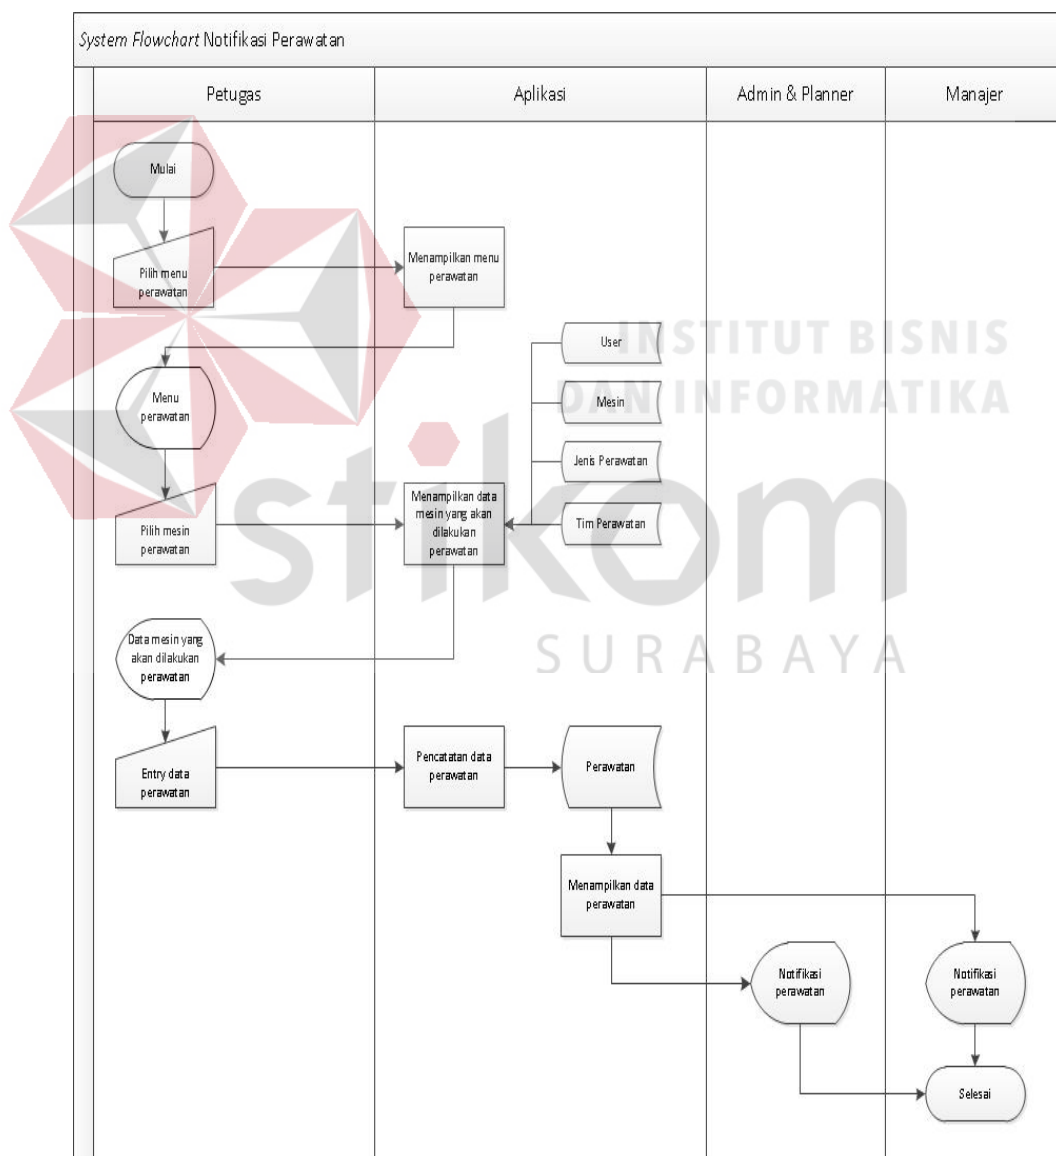 System Flowchart Notifikasi Perawatan
Petugas
Aplikasi
Admin & Planner
Manajer
Mulai
Pilih menu
perawatan
Menampilkan menu
perawatan
User
INSTITUT BISNIS
DAN INFORMATIKA
Menu
perawatan
Mesin
Jenis Perawatan
stikom
Pilih mesin
perawatan
Menampilkan data
mesin yang akan
dilakukan
perawatan
Tim Perawatan
SURABAYA
Data mesin yang
akan dilakukan
perawatan
Entry data
perawatan
Pencatatan data
perawatan
Perawatan
Menampilkan data
perawatan
Notifikasi
perawatan
Notifikasi
perawatan
Selesai